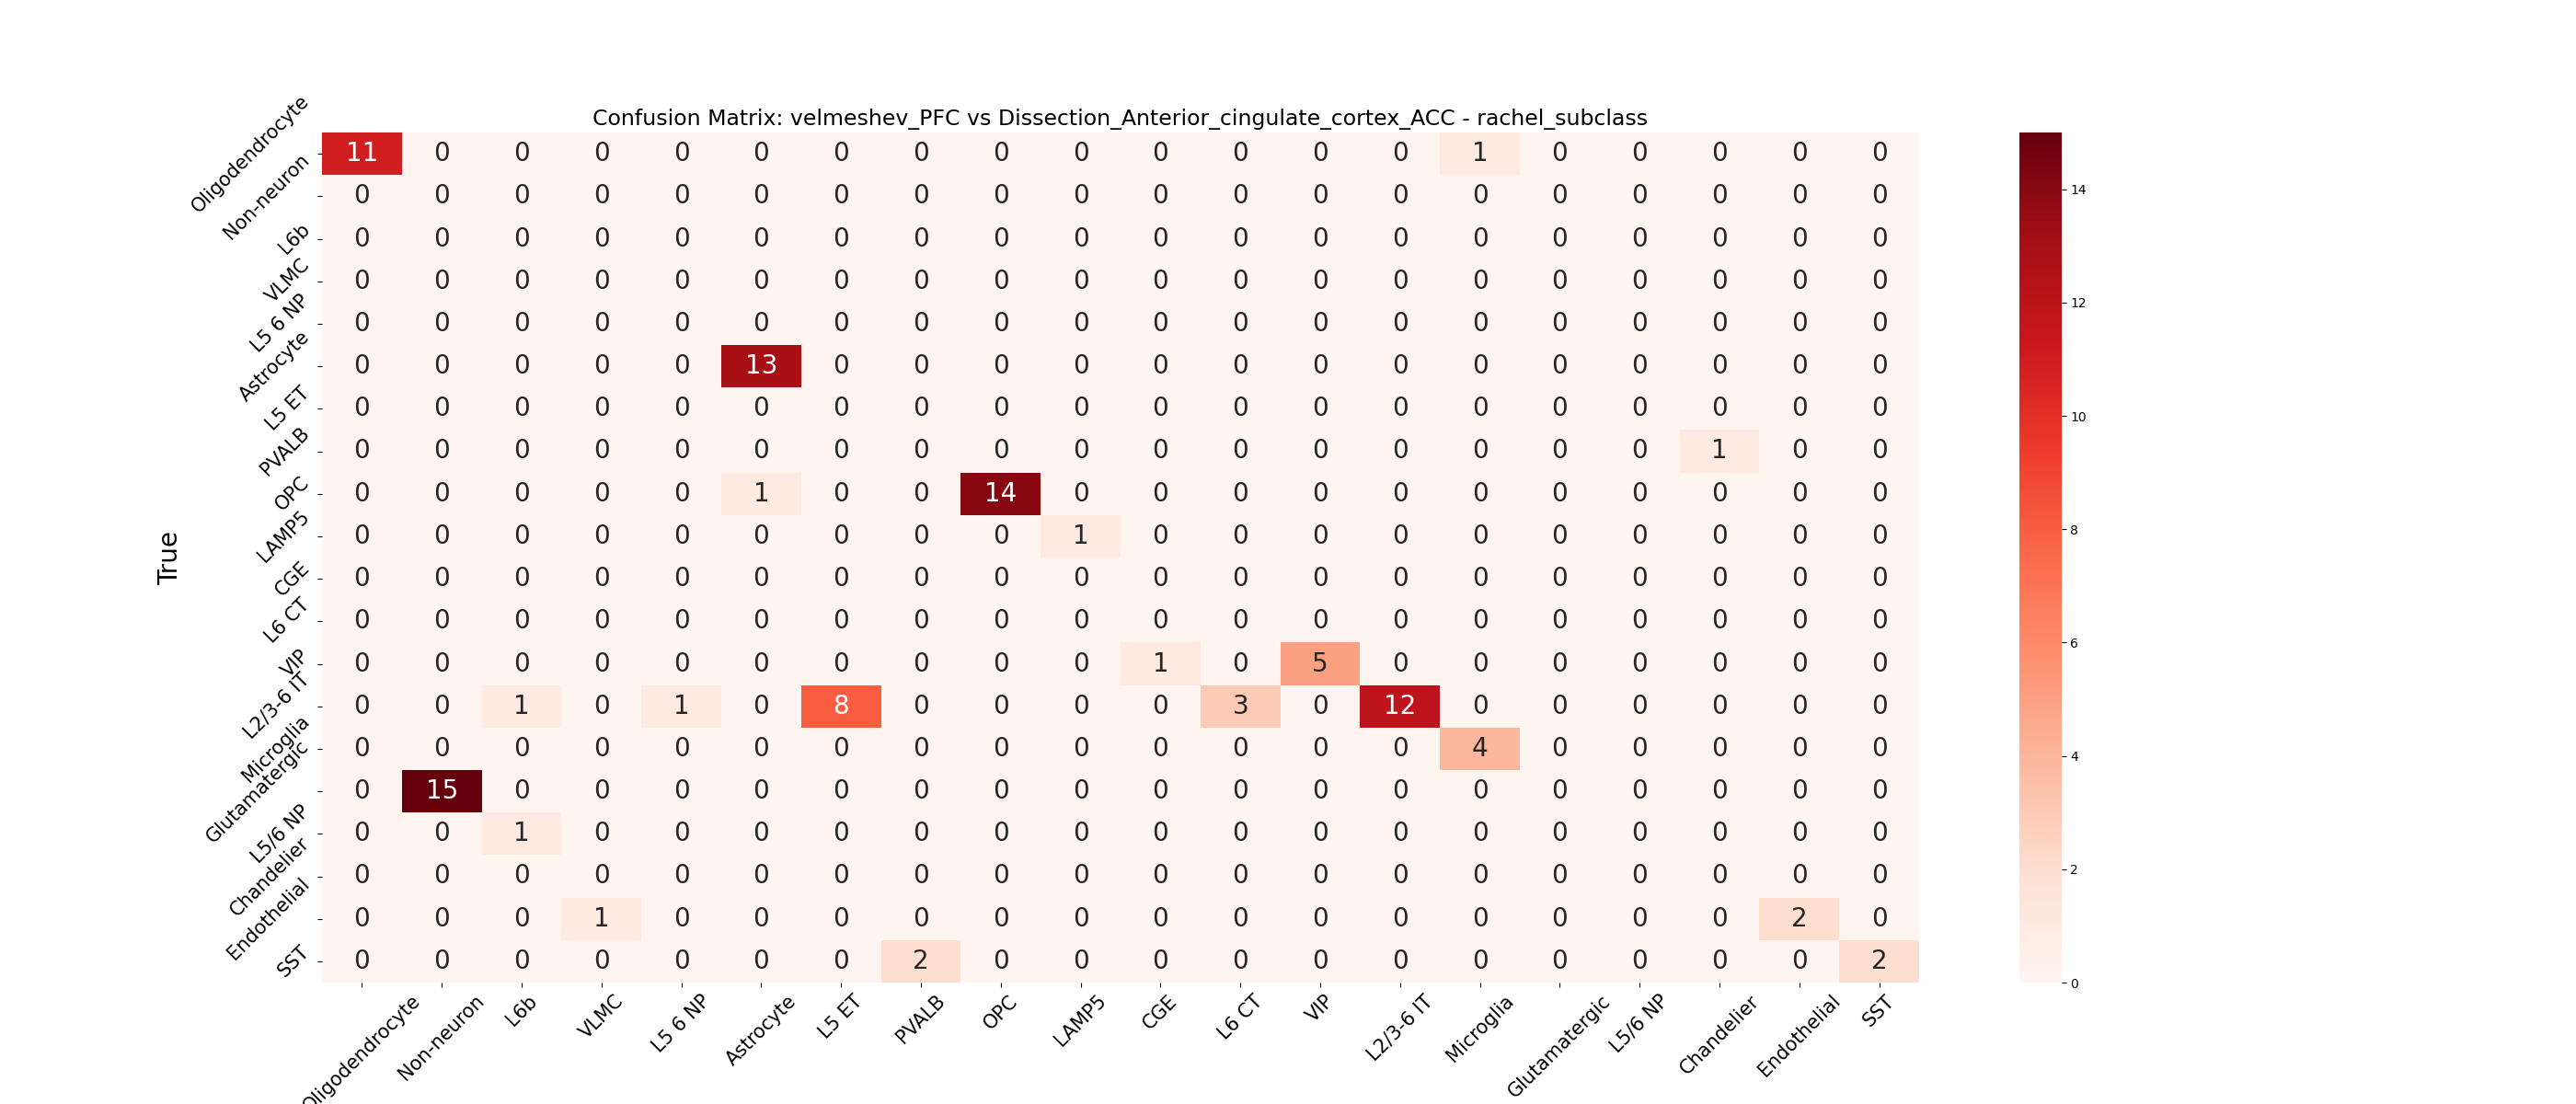 Confusion Matrix: velmeshev_PFC vs Dissection_Anterior_cingulate_cortex_ACC - rachel_subclass
True
Oligodendrocyte 11 0 0 0 0 0 0 0 0 0 0 0 0 0 1 0 0 0 0 0
Non-neuron 0 0 0 0 0 0 0 0 0 0 0 0 0 0 0 0 0 0 0 0
L6b 0 0 0 0 0 0 0 0 0 0 0 0 0 0 0 0 0 0 0 0
VLMC 0 0 0 0 0 0 0 0 0 0 0 0 0 0 0 0 0 0 0 0
L5 6 NP 0 0 0 0 0 0 0 0 0 0 0 0 0 0 0 0 0 0 0 0
Astrocyte 0 0 0 0 0 13 0 0 0 0 0 0 0 0 0 0 0 0 0 0
L5 ET 0 0 0 0 0 0 0 0 0 0 0 0 0 0 0 0 0 0 0 0
PVALB 0 0 0 0 0 0 0 0 0 0 0 0 0 0 0 0 0 1 0 0
OPC 0 0 0 0 0 1 0 0 14 0 0 0 0 0 0 0 0 0 0 0
LAMP5 0 0 0 0 0 0 0 0 0 1 0 0 0 0 0 0 0 0 0 0
CGE 0 0 0 0 0 0 0 0 0 0 0 0 0 0 0 0 0 0 0 0
L6 CT 0 0 0 0 0 0 0 0 0 0 0 0 0 0 0 0 0 0 0 0
VIP 0 0 0 0 0 0 0 0 0 0 1 0 5 0 0 0 0 0 0 0
L2/3-6 IT 0 0 1 0 1 0 8 0 0 0 0 3 0 12 0 0 0 0 0 0
Microglia 0 0 0 0 0 0 0 0 0 0 0 0 0 0 4 0 0 0 0 0
Glutamatergic 0 15 0 0 0 0 0 0 0 0 0 0 0 0 0 0 0 0 0 0
L5/6 NP 0 0 1 0 0 0 0 0 0 0 0 0 0 0 0 0 0 0 0 0
Chandelier 0 0 0 0 0 0 0 0 0 0 0 0 0 0 0 0 0 0 0 0
Endothelial 0 0 0 1 0 0 0 0 0 0 0 0 0 0 0 0 0 0 2 0
SST 0 0 0 0 0 0 0 2 0 0 0 0 0 0 0 0 0 0 0 2
Oligodendrocyte Non-neuron L6b VLMC L5 6 NP Astrocyte L5 ET PVALB OPC LAMP5 CGE L6 CT VIP L2/3-6 IT Microglia Glutamatergic L5/6 NP Chandelier Endothelial SST
14
12
10
8
6
4
2
0